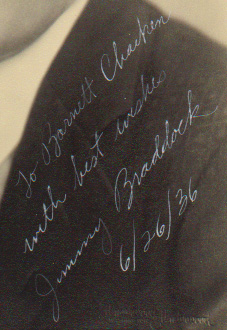 To Barnett Chaiken
with best wishes
Jimmy Braddock
6/26/36